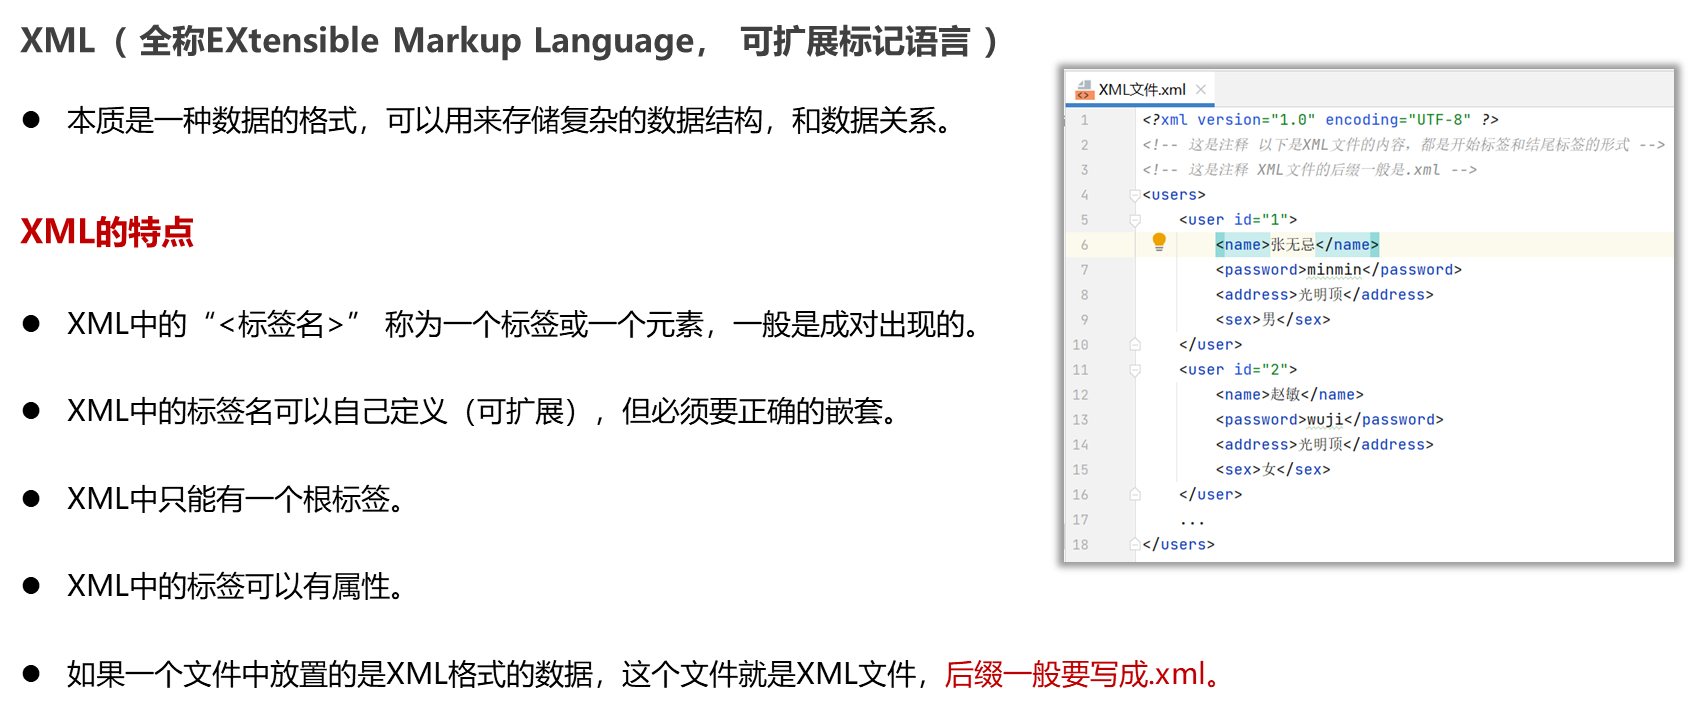 XML（ 全称EXtensible Markup Language， 可扩展标记语言 ）
● 本质是一种数据的格式，可以用来存储复杂的数据结构，和数据关系。
XML的特点
● XML中的“<标签名>” 称为一个标签或一个元素，一般是成对出现的。
● XML中的标签名可以自己定义（可扩展），但必须要正确的嵌套。
● XML中只能有一个根标签。
● XML中的标签可以有属性。
● 如果一个文件中放置的是XML格式的数据，这个文件就是XML文件，后缀一般要写成.xml。
XML文件.xml
1 <?xml version="1.0" encoding="UTF-8" ?>
2 <!-- 这是注释 以下是XML文件的内容，都是开始标签和结尾标签的形式 -->
3 <!-- 这是注释 XML文件的后缀一般是.xml -->
4 <users>
5 <user id="1">
6 <name>张无忌</name>
7 <password>minmin</password>
8 <address>光明顶</address>
9 <sex>男</sex>
10 </user>
11 <user id="2">
12 <name>赵敏</name>
13 <password>wuji</password>
14 <address>光明顶</address>
15 <sex>女</sex>
16 </user>
17 ...
18 </users>